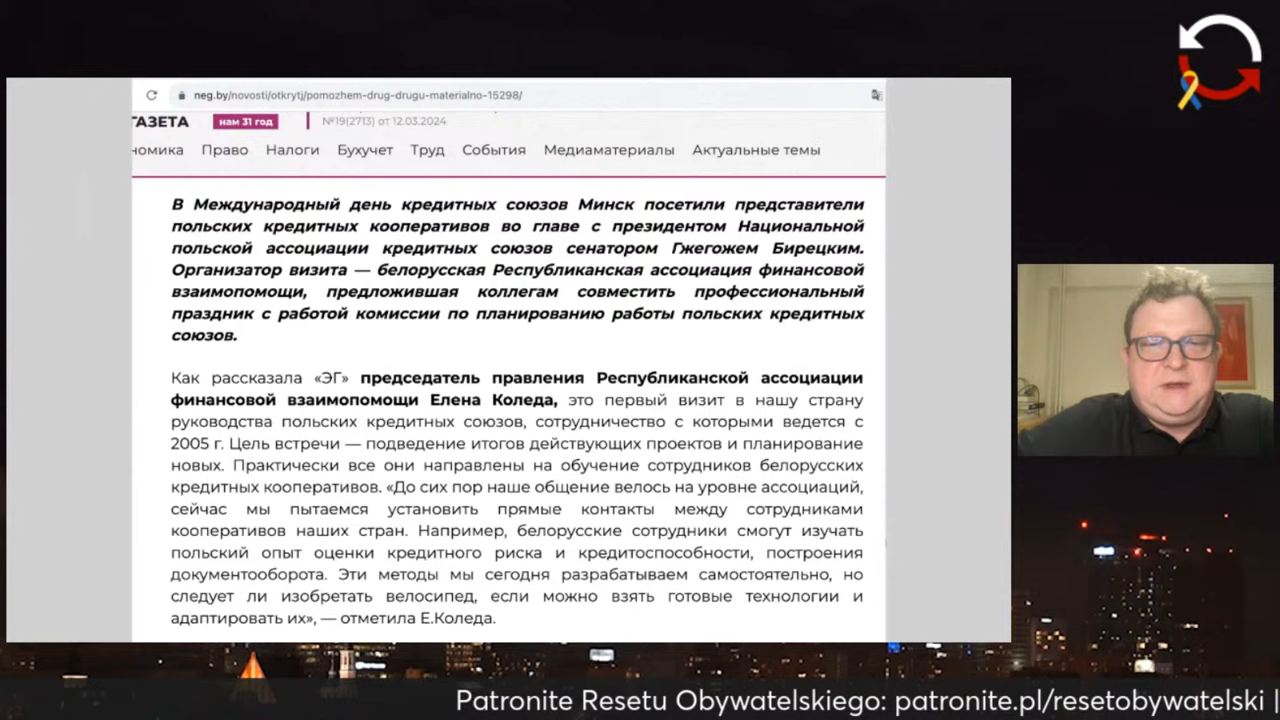 neg.by/novosti/otkrytj/pomozhem-drug-drugu-materialno-15298/
ГАЗЕТА нам 31 год №19(2713) от 12.03.2024
номика Право Налоги Бухучет Труд События Медиаматериалы Актуальные темы
В Международный день кредитных союзов Минск посетили представители
польских кредитных кооперативов во главе с президентом Национальной
польской ассоциации кредитных союзов сенатором Гжегожем Бирецким.
Организатор визита — белорусская Республиканская ассоциация финансовой
взаимопомощи, предложившая коллегам совместить профессиональный
праздник с работой комиссии по планированию работы польских кредитных
союзов.
Как рассказала «ЭГ» председатель правления Республиканской ассоциации
финансовой взаимопомощи Елена Коледа, это первый визит в нашу страну
руководства польских кредитных союзов, сотрудничество с которыми ведется с
2005 г. Цель встречи — подведение итогов действующих проектов и планирование
новых. Практически все они направлены на обучение сотрудников белорусских
кредитных кооперативов. «До сих пор наше общение велось на уровне ассоциаций,
сейчас мы пытаемся установить прямые контакты между сотрудниками
кооперативов наших стран. Например, белорусские сотрудники смогут изучать
польский опыт оценки кредитного риска и кредитоспособности, построения
документооборота. Эти методы мы сегодня разрабатываем самостоятельно, но
следует ли изобретать велосипед, если можно взять готовые технологии и
адаптировать их», — отметила Е.Коледа.
Patronite Resetu Obywatelskiego: patronite.pl/resetobywatelski |